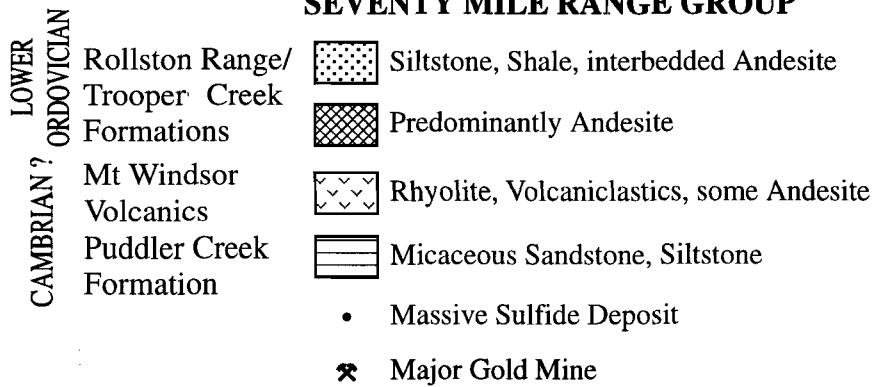 SEVENTY MILE RANGE GROUP
LOWER
ORDOVICIAN
Rollston Range/
Trooper Creek
Formations
Siltstone, Shale, interbedded Andesite
Predominantly Andesite
CAMBRIAN ?
Mt Windsor
Volcanics
Rhyolite, Volcaniclastics, some Andesite
Puddler Creek
Formation
Micaceous Sandstone, Siltstone
Massive Sulfide Deposit
Major Gold Mine